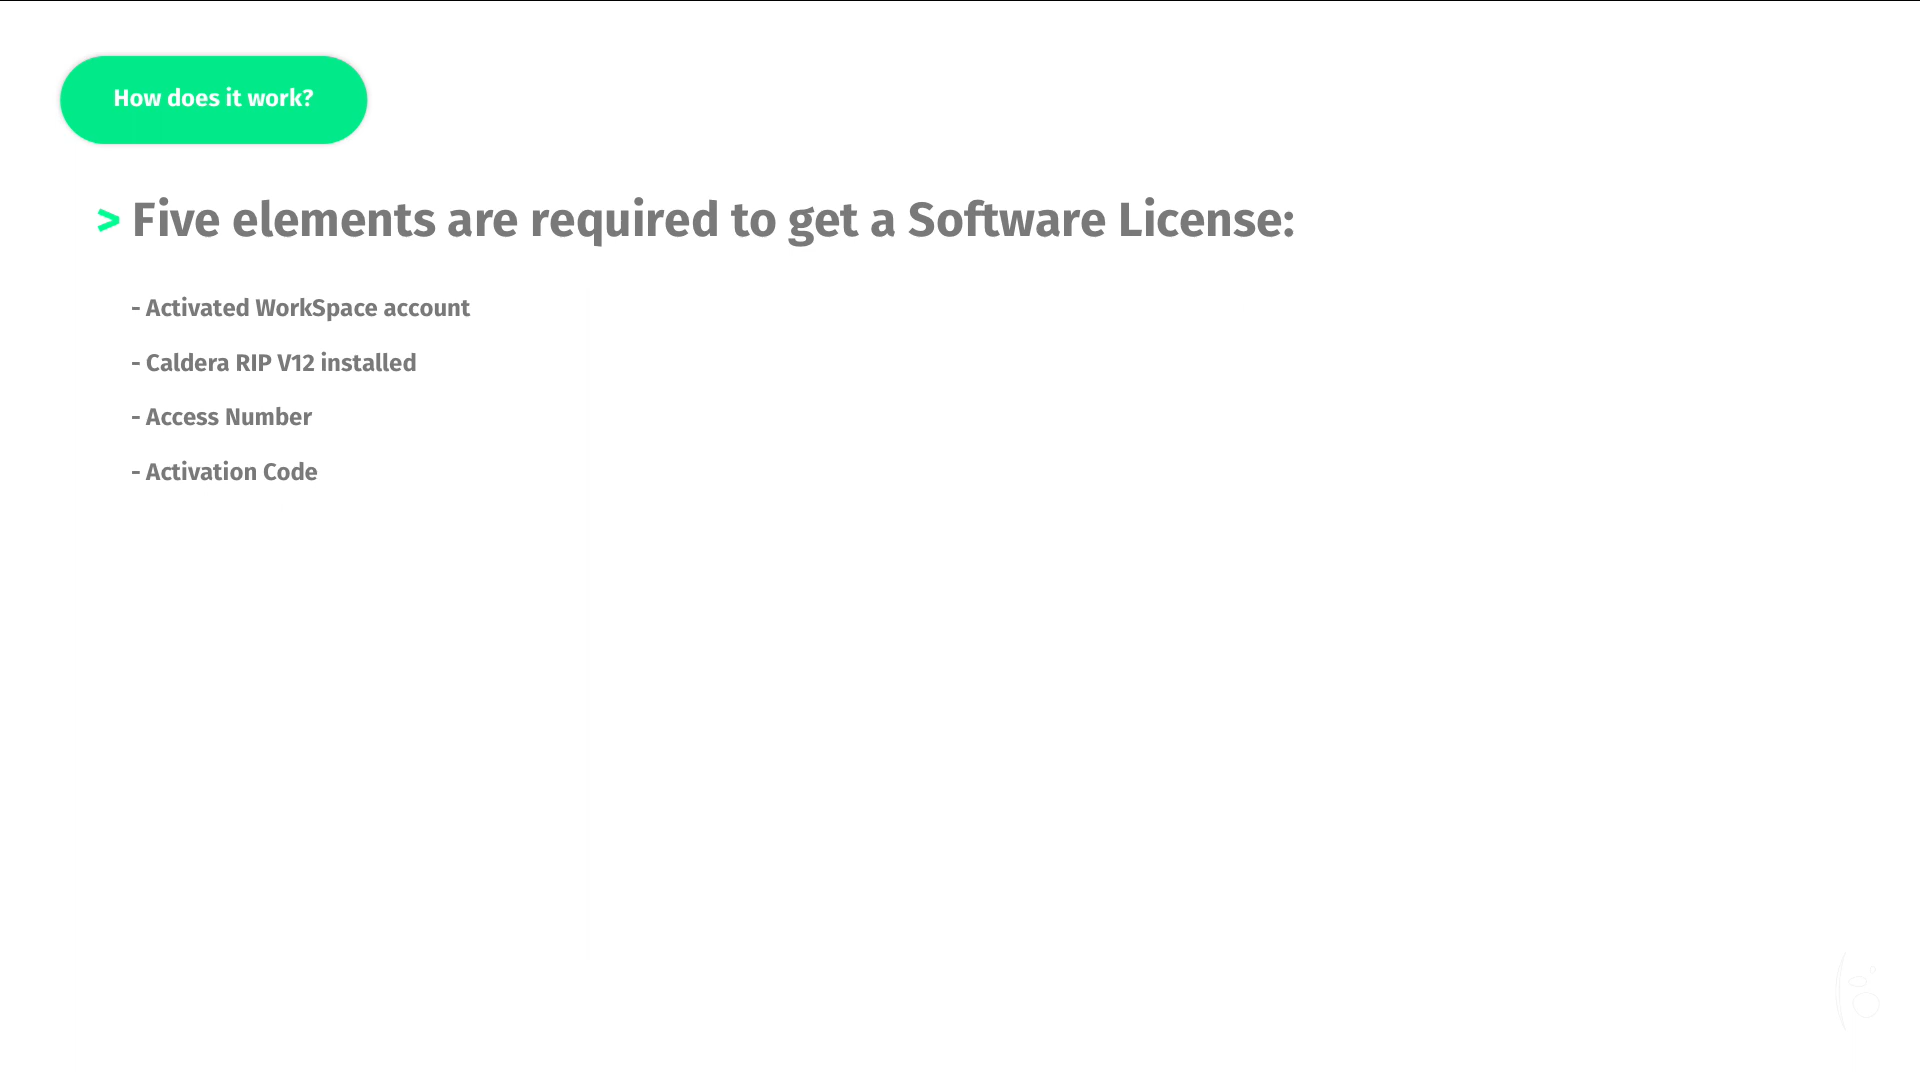 How does it work?
> Five elements are required to get a Software License:
- Activated WorkSpace account
- Caldera RIP V12 installed
- Access Number
- Activation Code